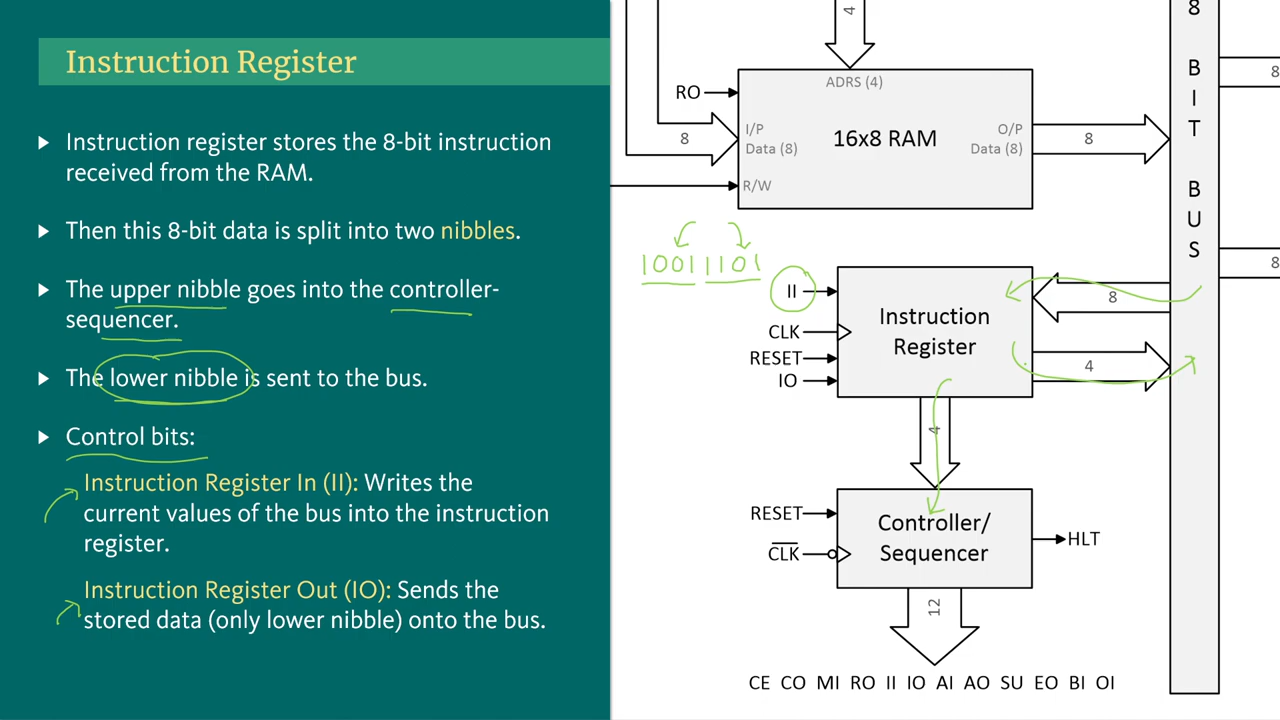 Instruction Register
Instruction register stores the 8-bit instruction
received from the RAM.
Then this 8-bit data is split into two nibbles.
The upper nibble goes into the controller-
sequencer.
The lower nibble is sent to the bus.
Control bits:
Instruction Register In (II): Writes the
current values of the bus into the instruction
register.
Instruction Register Out (IO): Sends the
stored data (only lower nibble) onto the bus.
4
ADRS (4)
RO
8
I/P
Data (8)
16x8 RAM
O/P
Data (8)
8
R/W
10011101
II
CLK
RESET
IO
Instruction
Register
8
4
4
RESET
CLK
Controller/
Sequencer
HLT
12
CE CO MI RO II IO AI AO SU EO BI OI
8
B
I
T
B
U
S
8
8